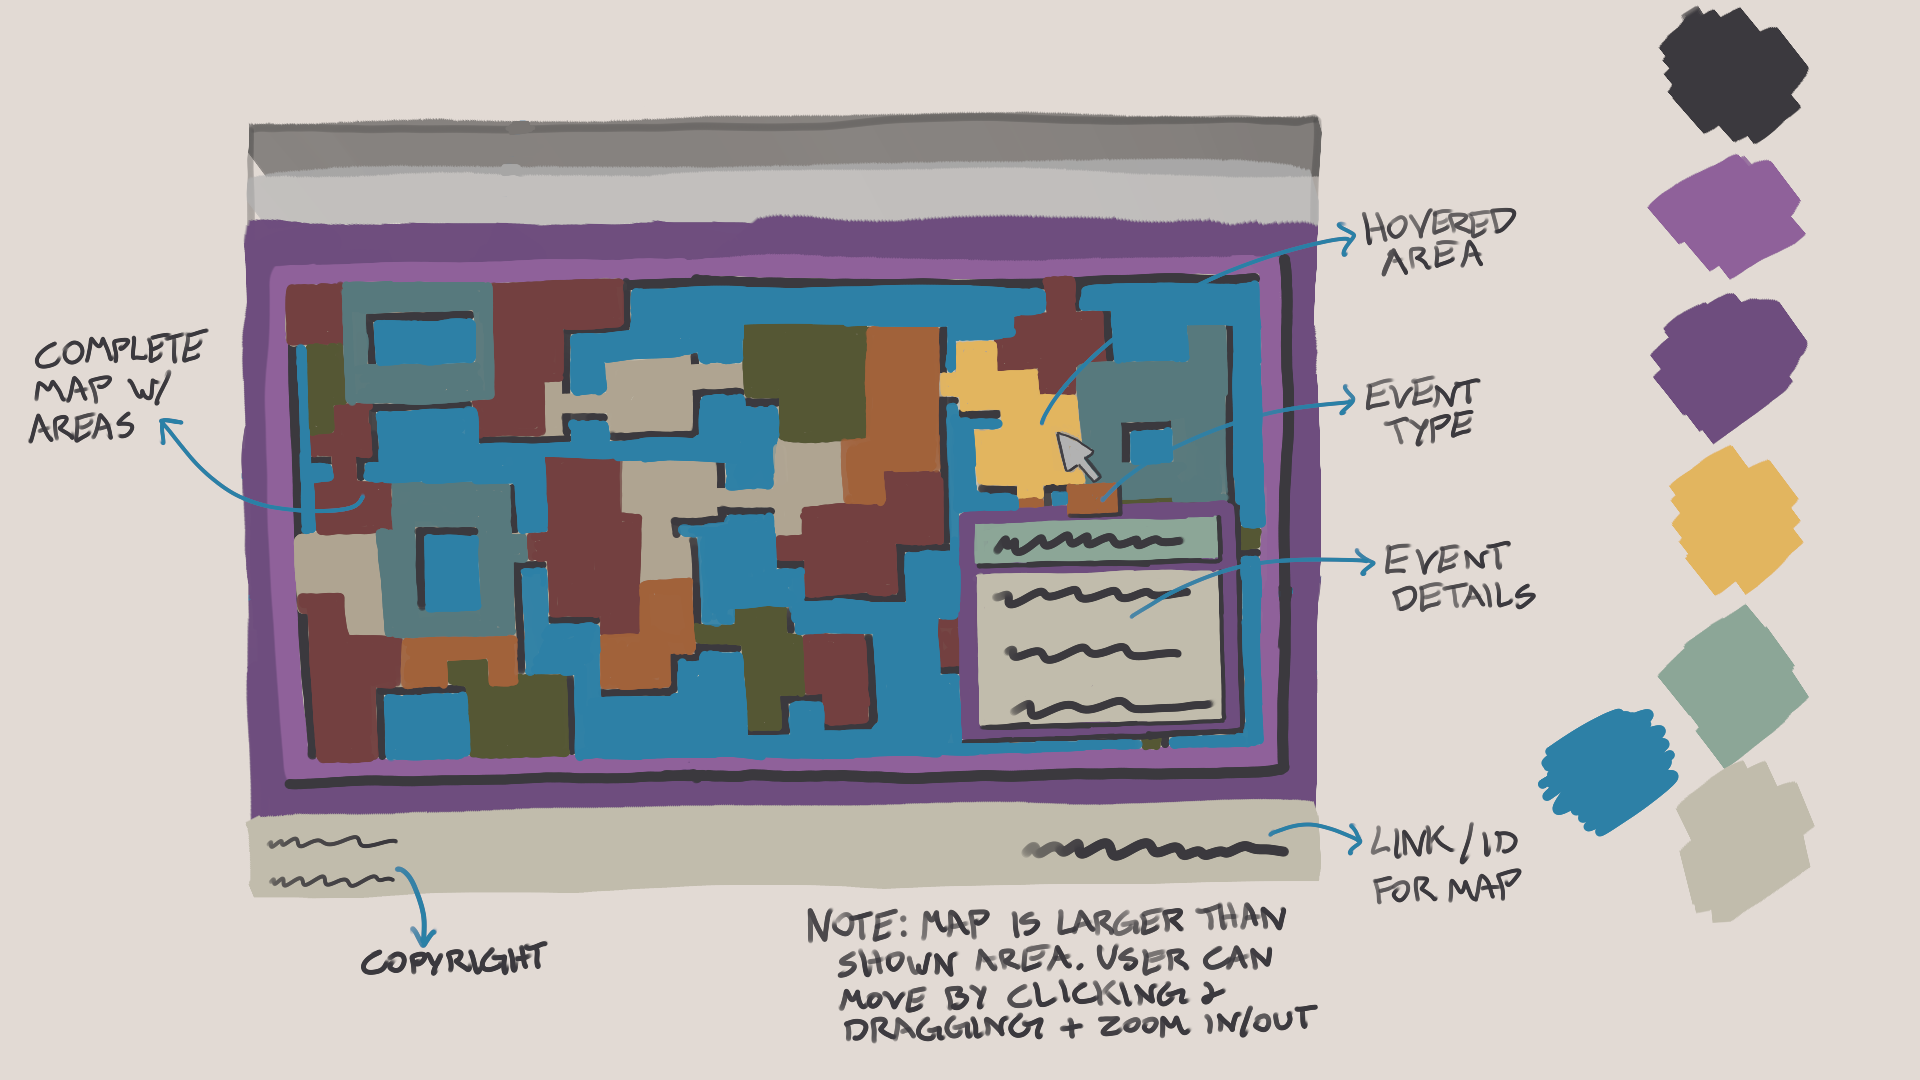 HOVERED
AREA
COMPLETE
MAP W/
AREAS
EVENT
TYPE
EVENT
DETAILS
LINK/ID
FOR MAP
COPYRIGHT
NOTE: MAP IS LARGER THAN
SHOWN AREA. USER CAN
MOVE BY CLICKING &
DRAGGING + ZOOM IN/OUT